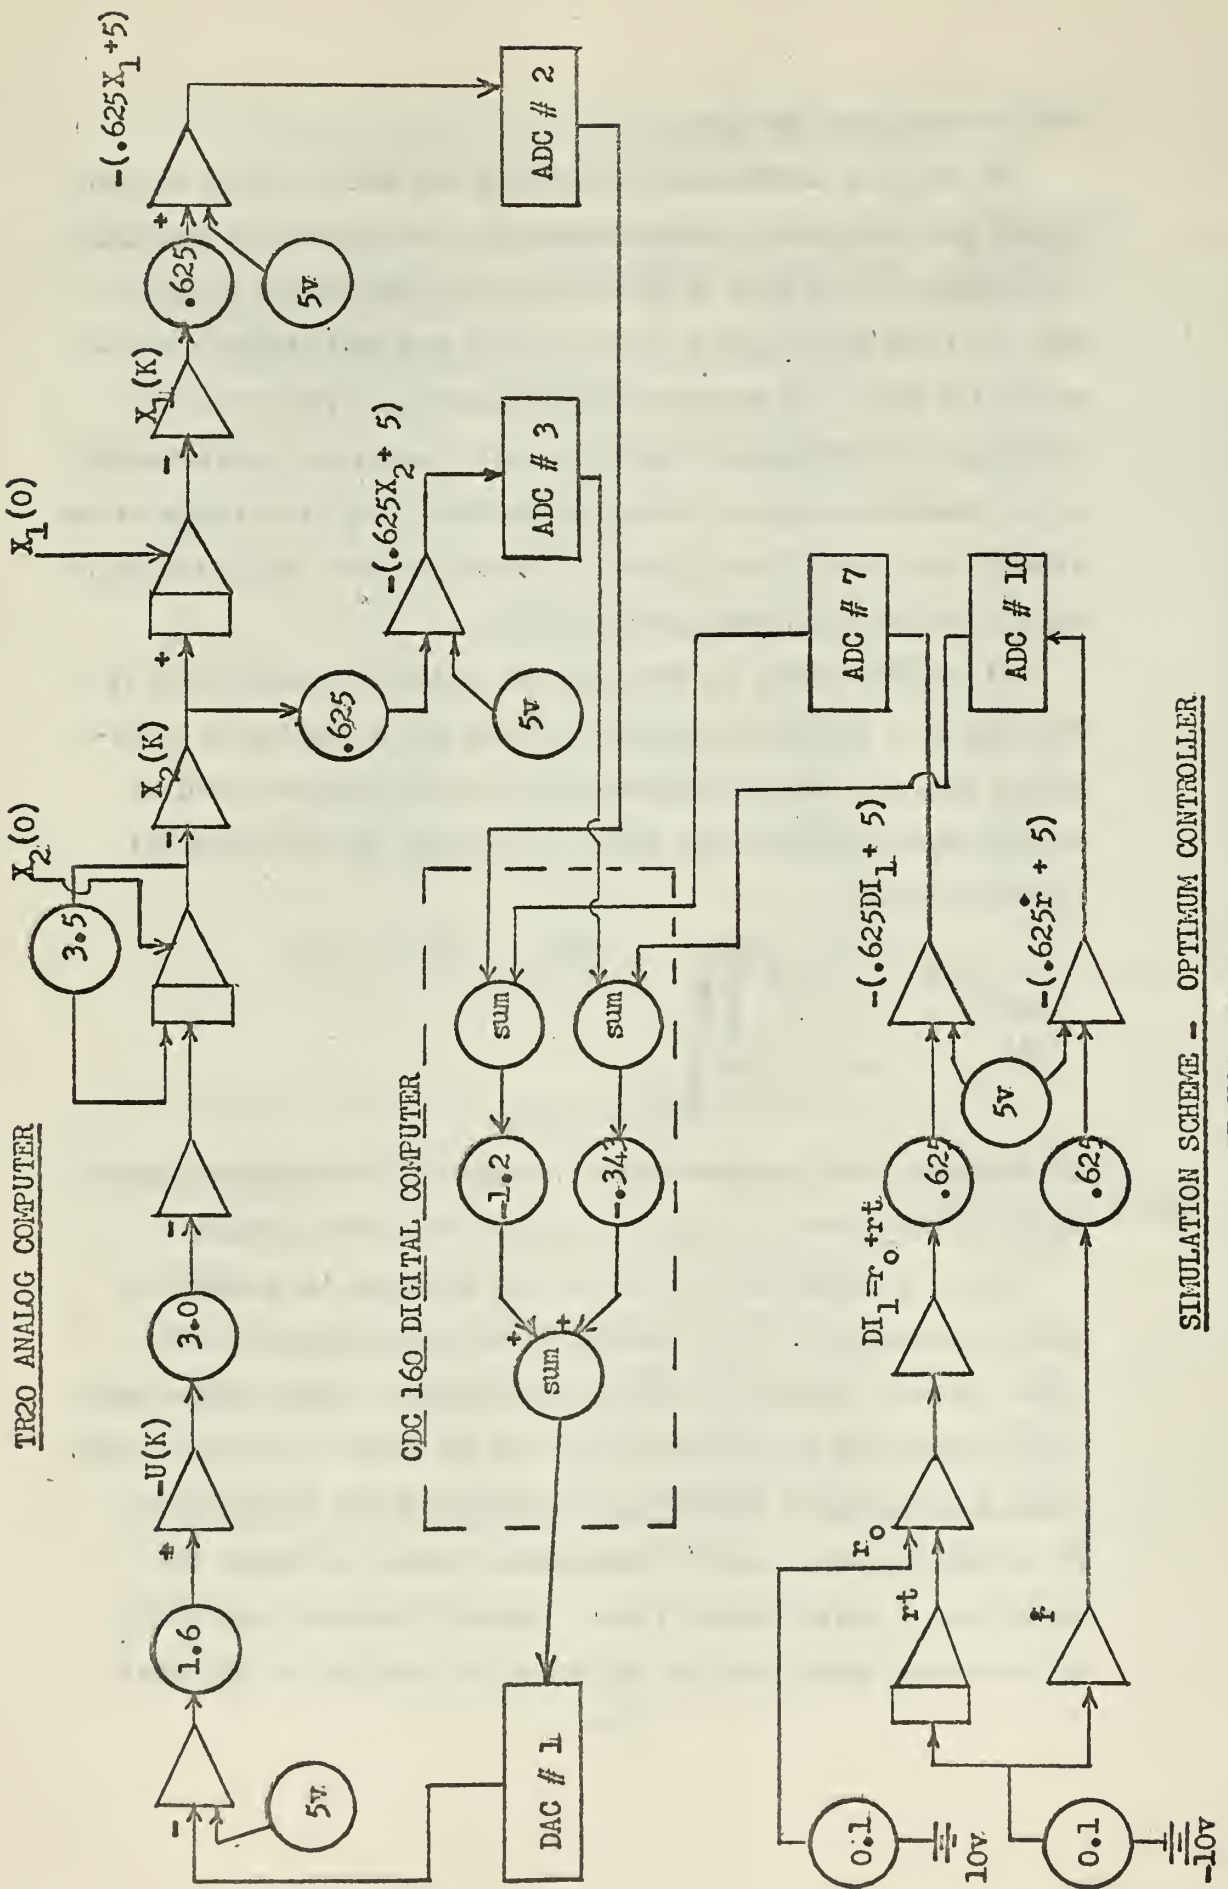 TR20 ANALOG COMPUTER
5v
1.6
+
-
-U(K)
3.0
-
3.5
X2(0)
-
X2(K)
+
X1(0)
-
X1(K)
.625
5v
+
-(.625X1+5)
.625
5v
-(.625X2 + 5)
ADC # 2
ADC # 3
CDC 160 DIGITAL COMPUTER
sum
sum
-1.2
-.343
+
+
sum
DAC # 1
0.1
10v
0.1
-10v
ro
rt
ṙ
DI1=ro+rt
.625
.625
5v
-(.625DI1+ 5)
-(.625ṙ + 5)
ADC # 7
ADC # 10
SIMULATION SCHEME - OPTIMUM CONTROLLER